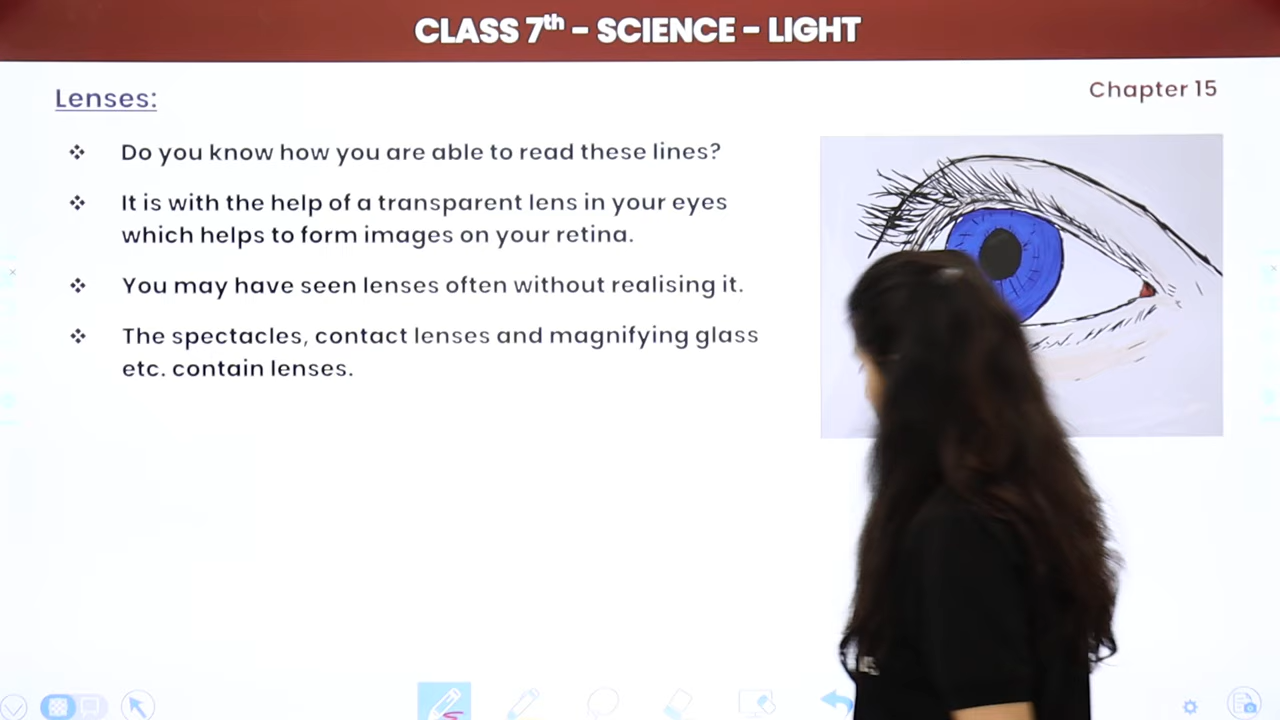 CLASS 7th - SCIENCE - LIGHT
Chapter 15
Lenses:
❖ Do you know how you are able to read these lines?
❖ It is with the help of a transparent lens in your eyes
which helps to form images on your retina.
❖ You may have seen lenses often without realising it.
❖ The spectacles, contact lenses and magnifying glass
etc. contain lenses.